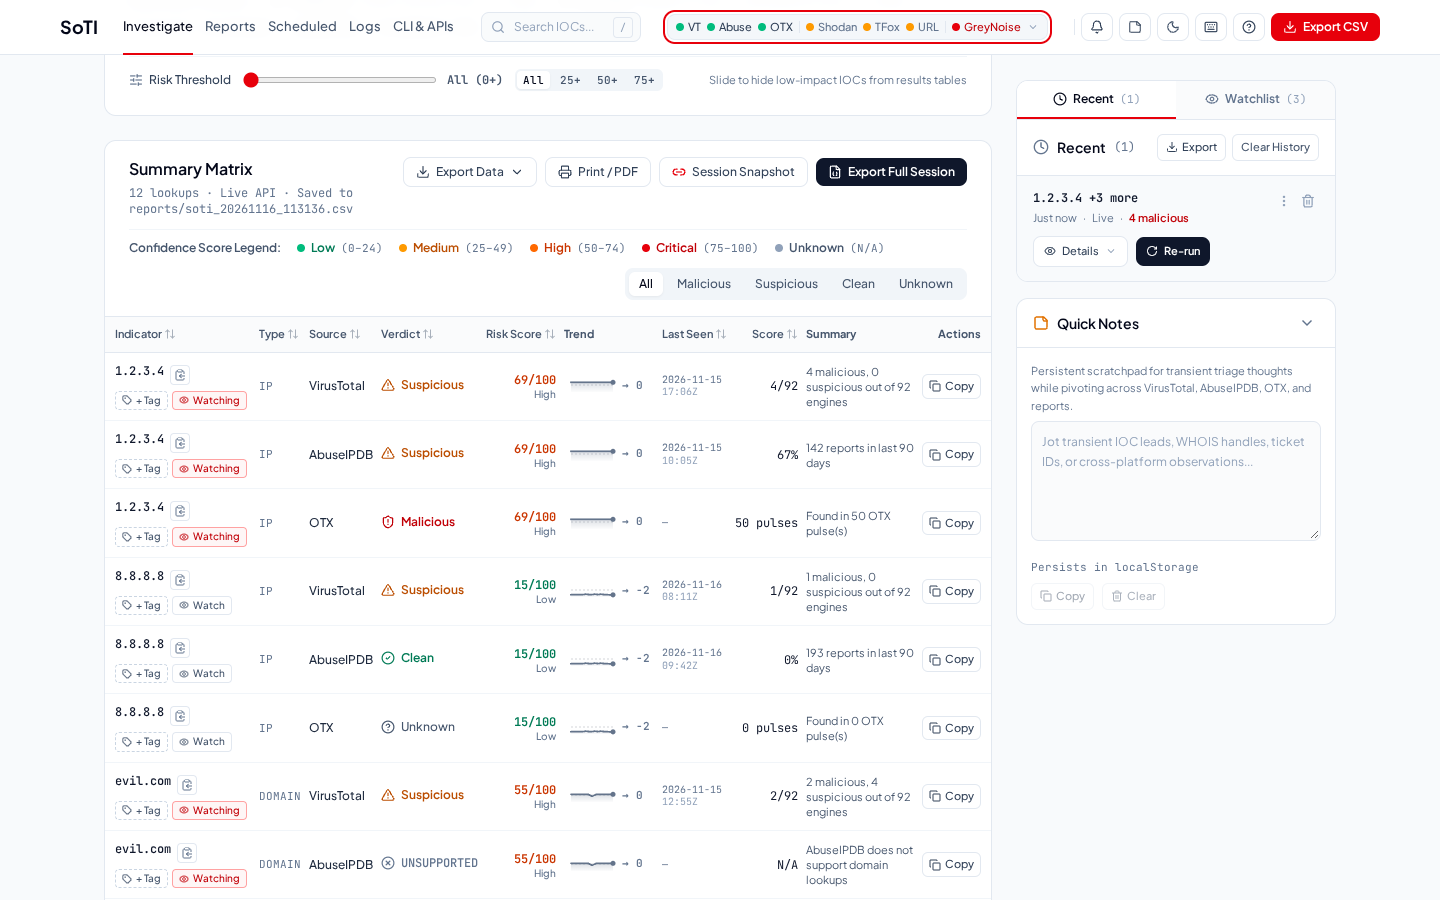 SoTI
Investigate Reports Scheduled Logs CLI & APIs
Search IOCs... /
VT Abuse OTX Shodan TFox URL GreyNoise
Export CSV
Risk Threshold All (0+) All 25+ 50+ 75+ Slide to hide low-impact IOCs from results tables
Summary Matrix
12 lookups · Live API · Saved to
reports/soti_20261116_113136.csv
Export Data Print / PDF Session Snapshot Export Full Session
Confidence Score Legend: Low (0–24) Medium (25–49) High (50–74) Critical (75–100) Unknown (N/A)
All Malicious Suspicious Clean Unknown
Indicator Type Source Verdict Risk Score Trend Last Seen Score Summary Actions
1.2.3.4
+ Tag Watching
IP VirusTotal Suspicious 69/100
High
→ 0
2026-11-15
17:06Z
4/92
4 malicious, 0
suspicious out of 92
engines
Copy
1.2.3.4
+ Tag Watching
IP AbuseIPDB Suspicious 69/100
High
→ 0
2026-11-15
10:05Z
67%
142 reports in last 90
days
Copy
1.2.3.4
+ Tag Watching
IP OTX Malicious 69/100
High
→ 0
—
50 pulses
Found in 50 OTX
pulse(s)
Copy
8.8.8.8
+ Tag Watch
IP VirusTotal Suspicious 15/100
Low
→ -2
2026-11-16
08:11Z
1/92
1 malicious, 0
suspicious out of 92
engines
Copy
8.8.8.8
+ Tag Watch
IP AbuseIPDB Clean 15/100
Low
→ -2
2026-11-16
09:42Z
0%
193 reports in last 90
days
Copy
8.8.8.8
+ Tag Watch
IP OTX Unknown 15/100
Low
→ -2
—
0 pulses
Found in 0 OTX
pulse(s)
Copy
evil.com
+ Tag Watching
DOMAIN VirusTotal Suspicious 55/100
High
→ 0
2026-11-15
12:55Z
2/92
2 malicious, 4
suspicious out of 92
engines
Copy
evil.com
+ Tag Watching
DOMAIN AbuseIPDB UNSUPPORTED 55/100
High
→ 0
—
N/A
AbuseIPDB does not
support domain
lookups
Copy
Recent (1) Watchlist (3)
Recent (1) Export Clear History
1.2.3.4 +3 more
Just now · Live · 4 malicious
Details Re-run
Quick Notes
Persistent scratchpad for transient triage thoughts
while pivoting across VirusTotal, AbuseIPDB, OTX, and
reports.
Jot transient IOC leads, WHOIS handles, ticket
IDs, or cross-platform observations...
Persists in localStorage
Copy Clear